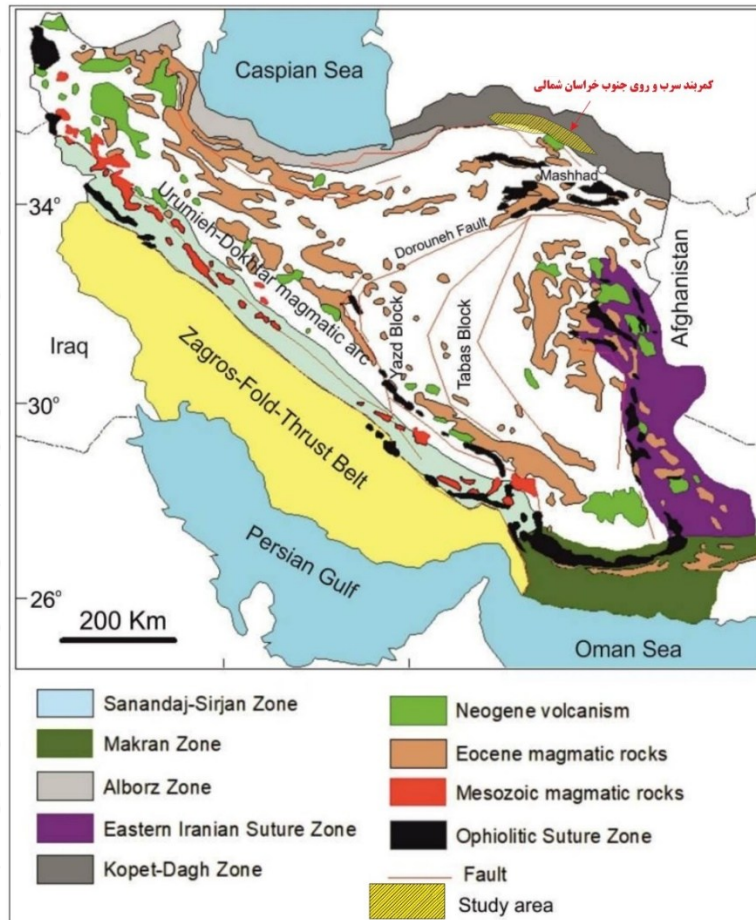 Caspian Sea
کمربند سرب و روی جنوب خراسان شمالی
Mashhad
34°
Urumieh-Dokhtar magmatic arc
Dorouneh Fault
Afghanistan
Yazd Block
Tabas Block
Iraq
Zagros-Fold-Thrust Belt
30°
Persian Gulf
26°
200 Km
Oman Sea
Sanandaj-Sirjan Zone
Makran Zone
Alborz Zone
Eastern Iranian Suture Zone
Kopet-Dagh Zone
Neogene volcanism
Eocene magmatic rocks
Mesozoic magmatic rocks
Ophiolitic Suture Zone
Fault
Study area